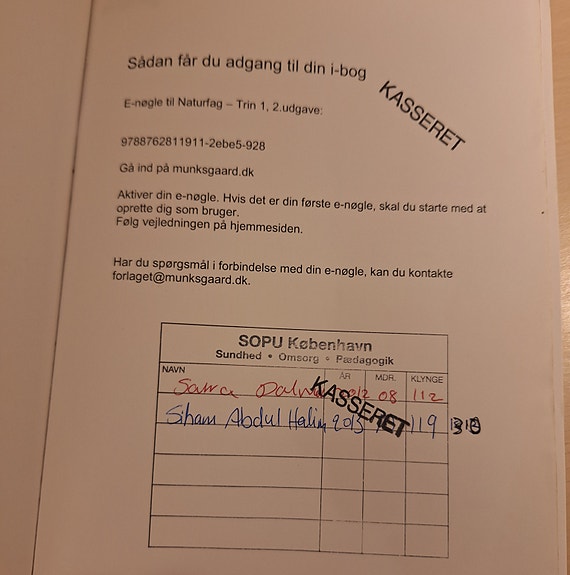 Sådan får du adgang til din i-bog
KASSERET
E-nøgle til Naturfag – Trin 1, 2.udgave:
9788762811911-2ebe5-928
Gå ind på munksgaard.dk
Aktiver din e-nøgle. Hvis det er din første e-nøgle, skal du starte med at
oprette dig som bruger.
Følg vejledningen på hjemmesiden.
Har du spørgsmål i forbindelse med din e-nøgle, kan du kontakte
forlaget@munksgaard.dk.
SOPU København
Sundhed • Omsorg • Pædagogik
NAVN ÅR MDR. KLYNGE
2012 08 112
KASSERET
Siham Abdul Halim 2013 119